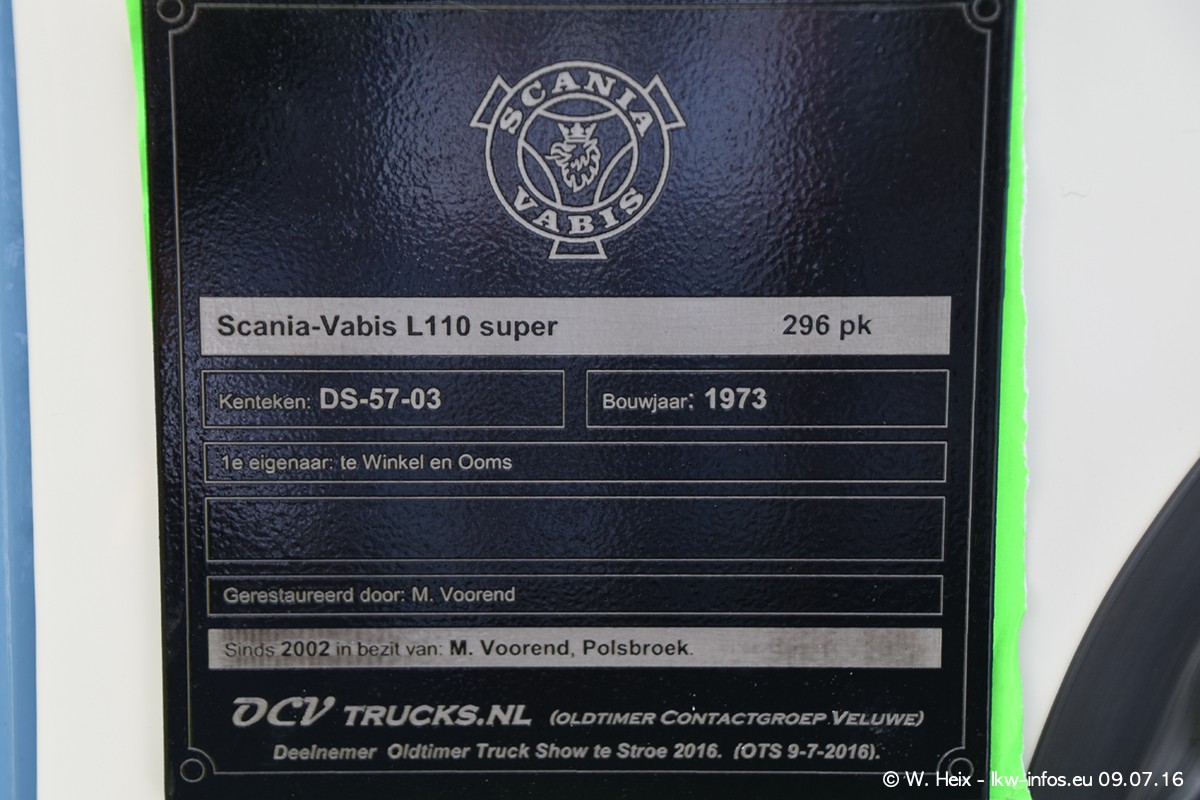 SCANIA
VABIS
Scania-Vabis L110 super 296 pk
Kenteken: DS-57-03 Bouwjaar: 1973
1e eigenaar: te Winkel en Ooms
Gerestaureerd door: M. Voorend
Sinds 2002 in bezit van: M. Voorend, Polsbroek.
OCV TRUCKS.NL (OLDTIMER CONTACTGROEP VELUWE)
Deelnemer Oldtimer Truck Show te Stroe 2016. (OTS 9-7-2016).
© W. Heix - lkw-infos.eu 09.07.16